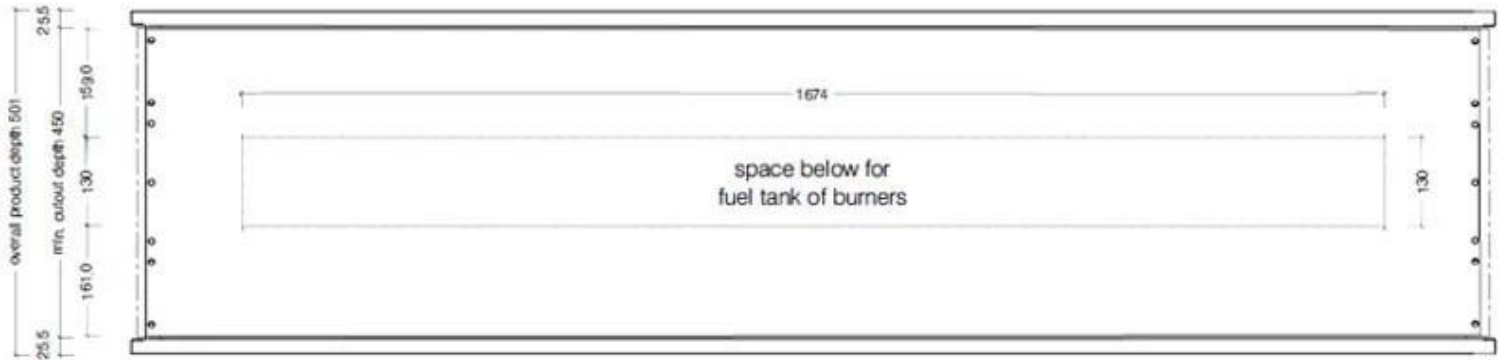 overall product depth 501
25.5
min. cutout depth 450
25.5
159.0
130
161.0
1674
space below for
fuel tank of burners
130